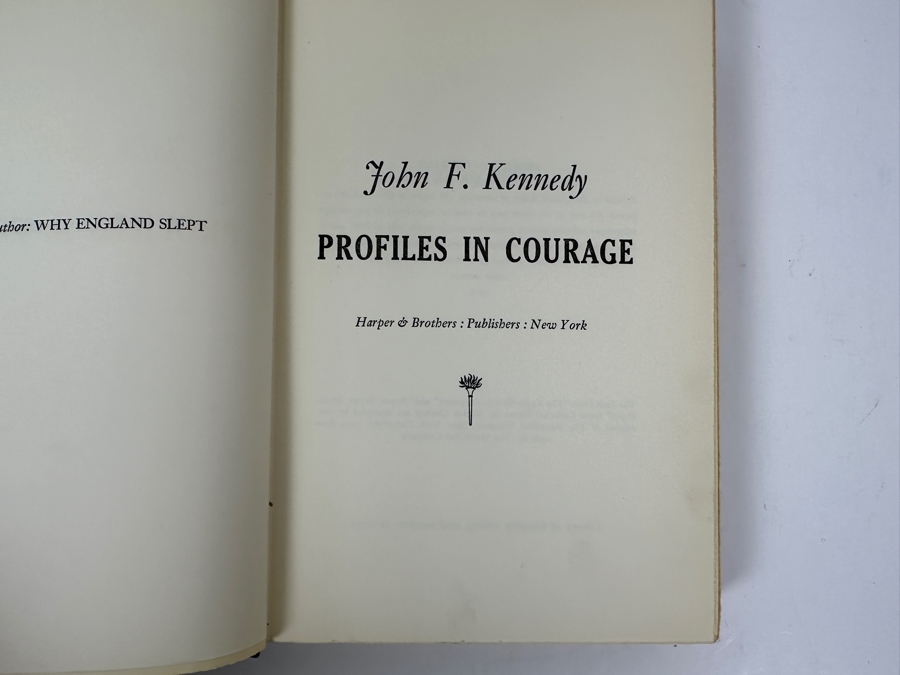 uthor: WHY ENGLAND SLEPT
John F. Kennedy
PROFILES IN COURAGE
Harper & Brothers : Publishers : New York